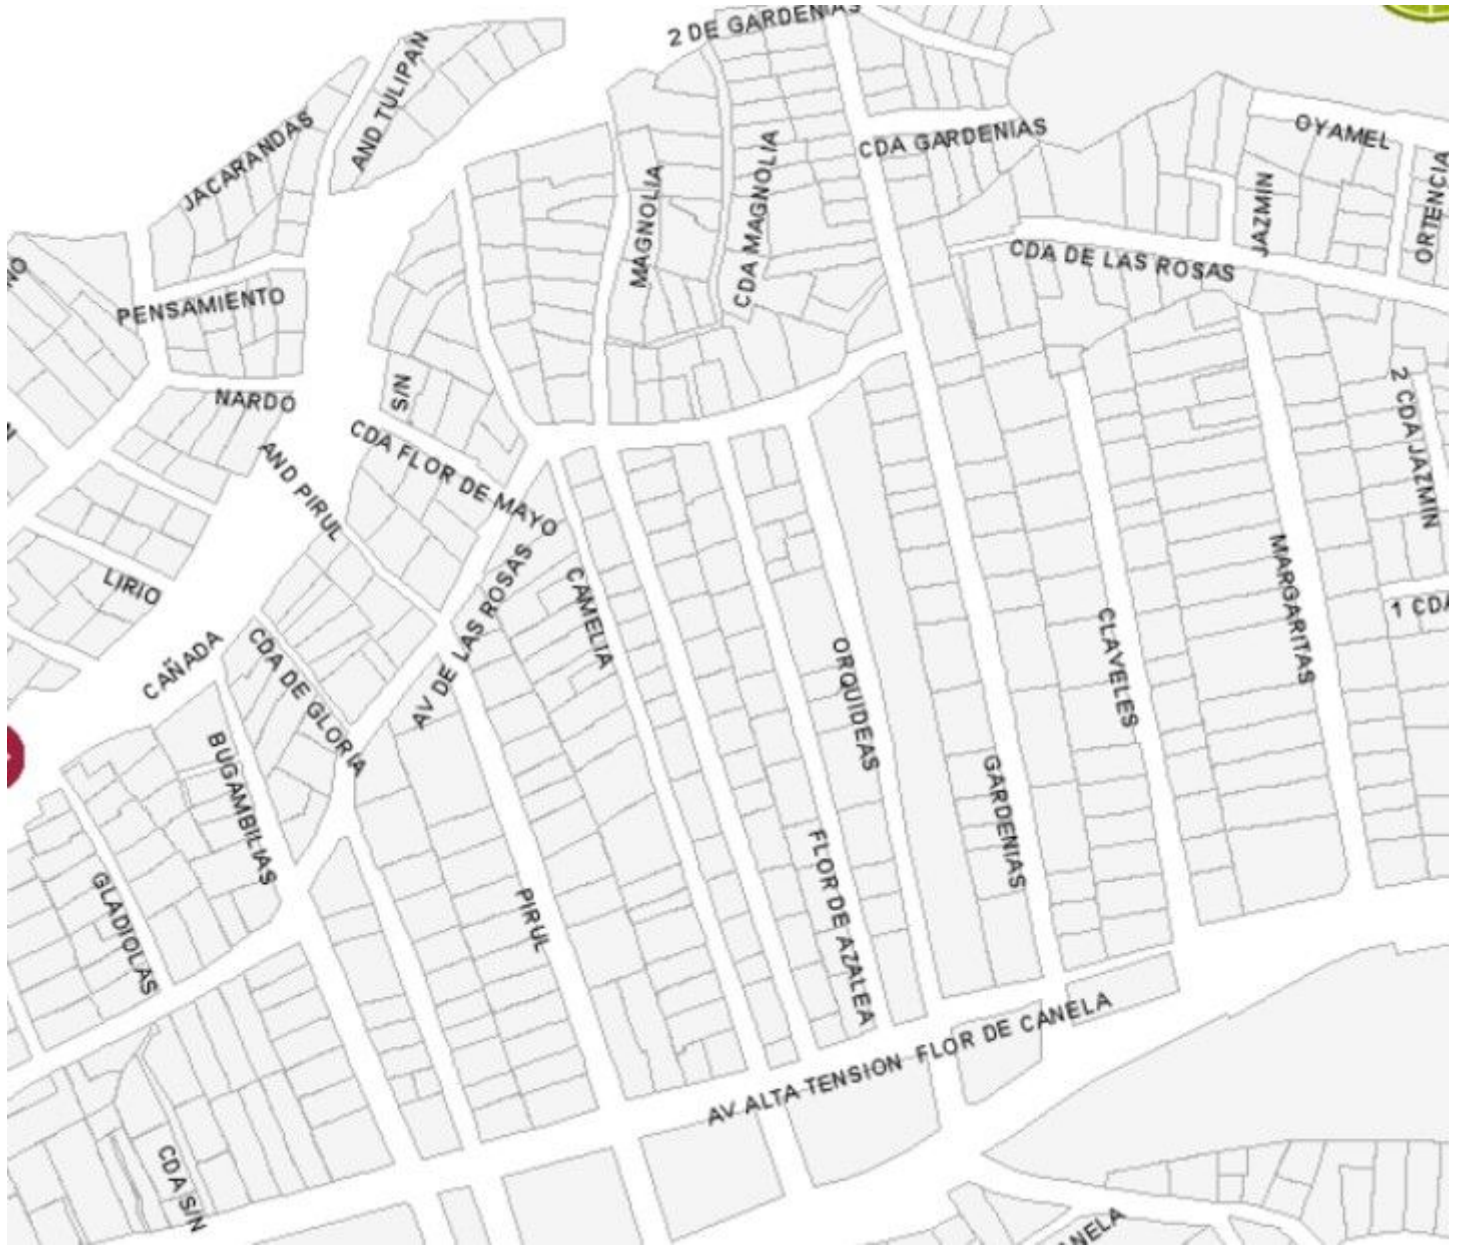 2 DE GARDENIAS
AND TULIPAN
JACARANDAS
CDA GARDENIAS
OYAMEL
MAGNOLIA
CDA MAGNOLIA
JAZMIN
ORTENCIA
CDA DE LAS ROSAS
PENSAMIENTO
NARDO
S/N
2 CDA JAZMIN
CDA FLOR DE MAYO
AND PIRUL
LIRIO
CAMELIA
MARGARITAS
1 CDA
AV DE LAS ROSAS
CAÑADA
CDA DE GLORIA
ORQUIDEAS
CLAVELES
BUGAMBILIAS
GARDENIAS
FLOR DE AZALEA
GLADIOLAS
PIRUL
AV ALTA TENSION FLOR DE CANELA
CDA S/N
ANELA